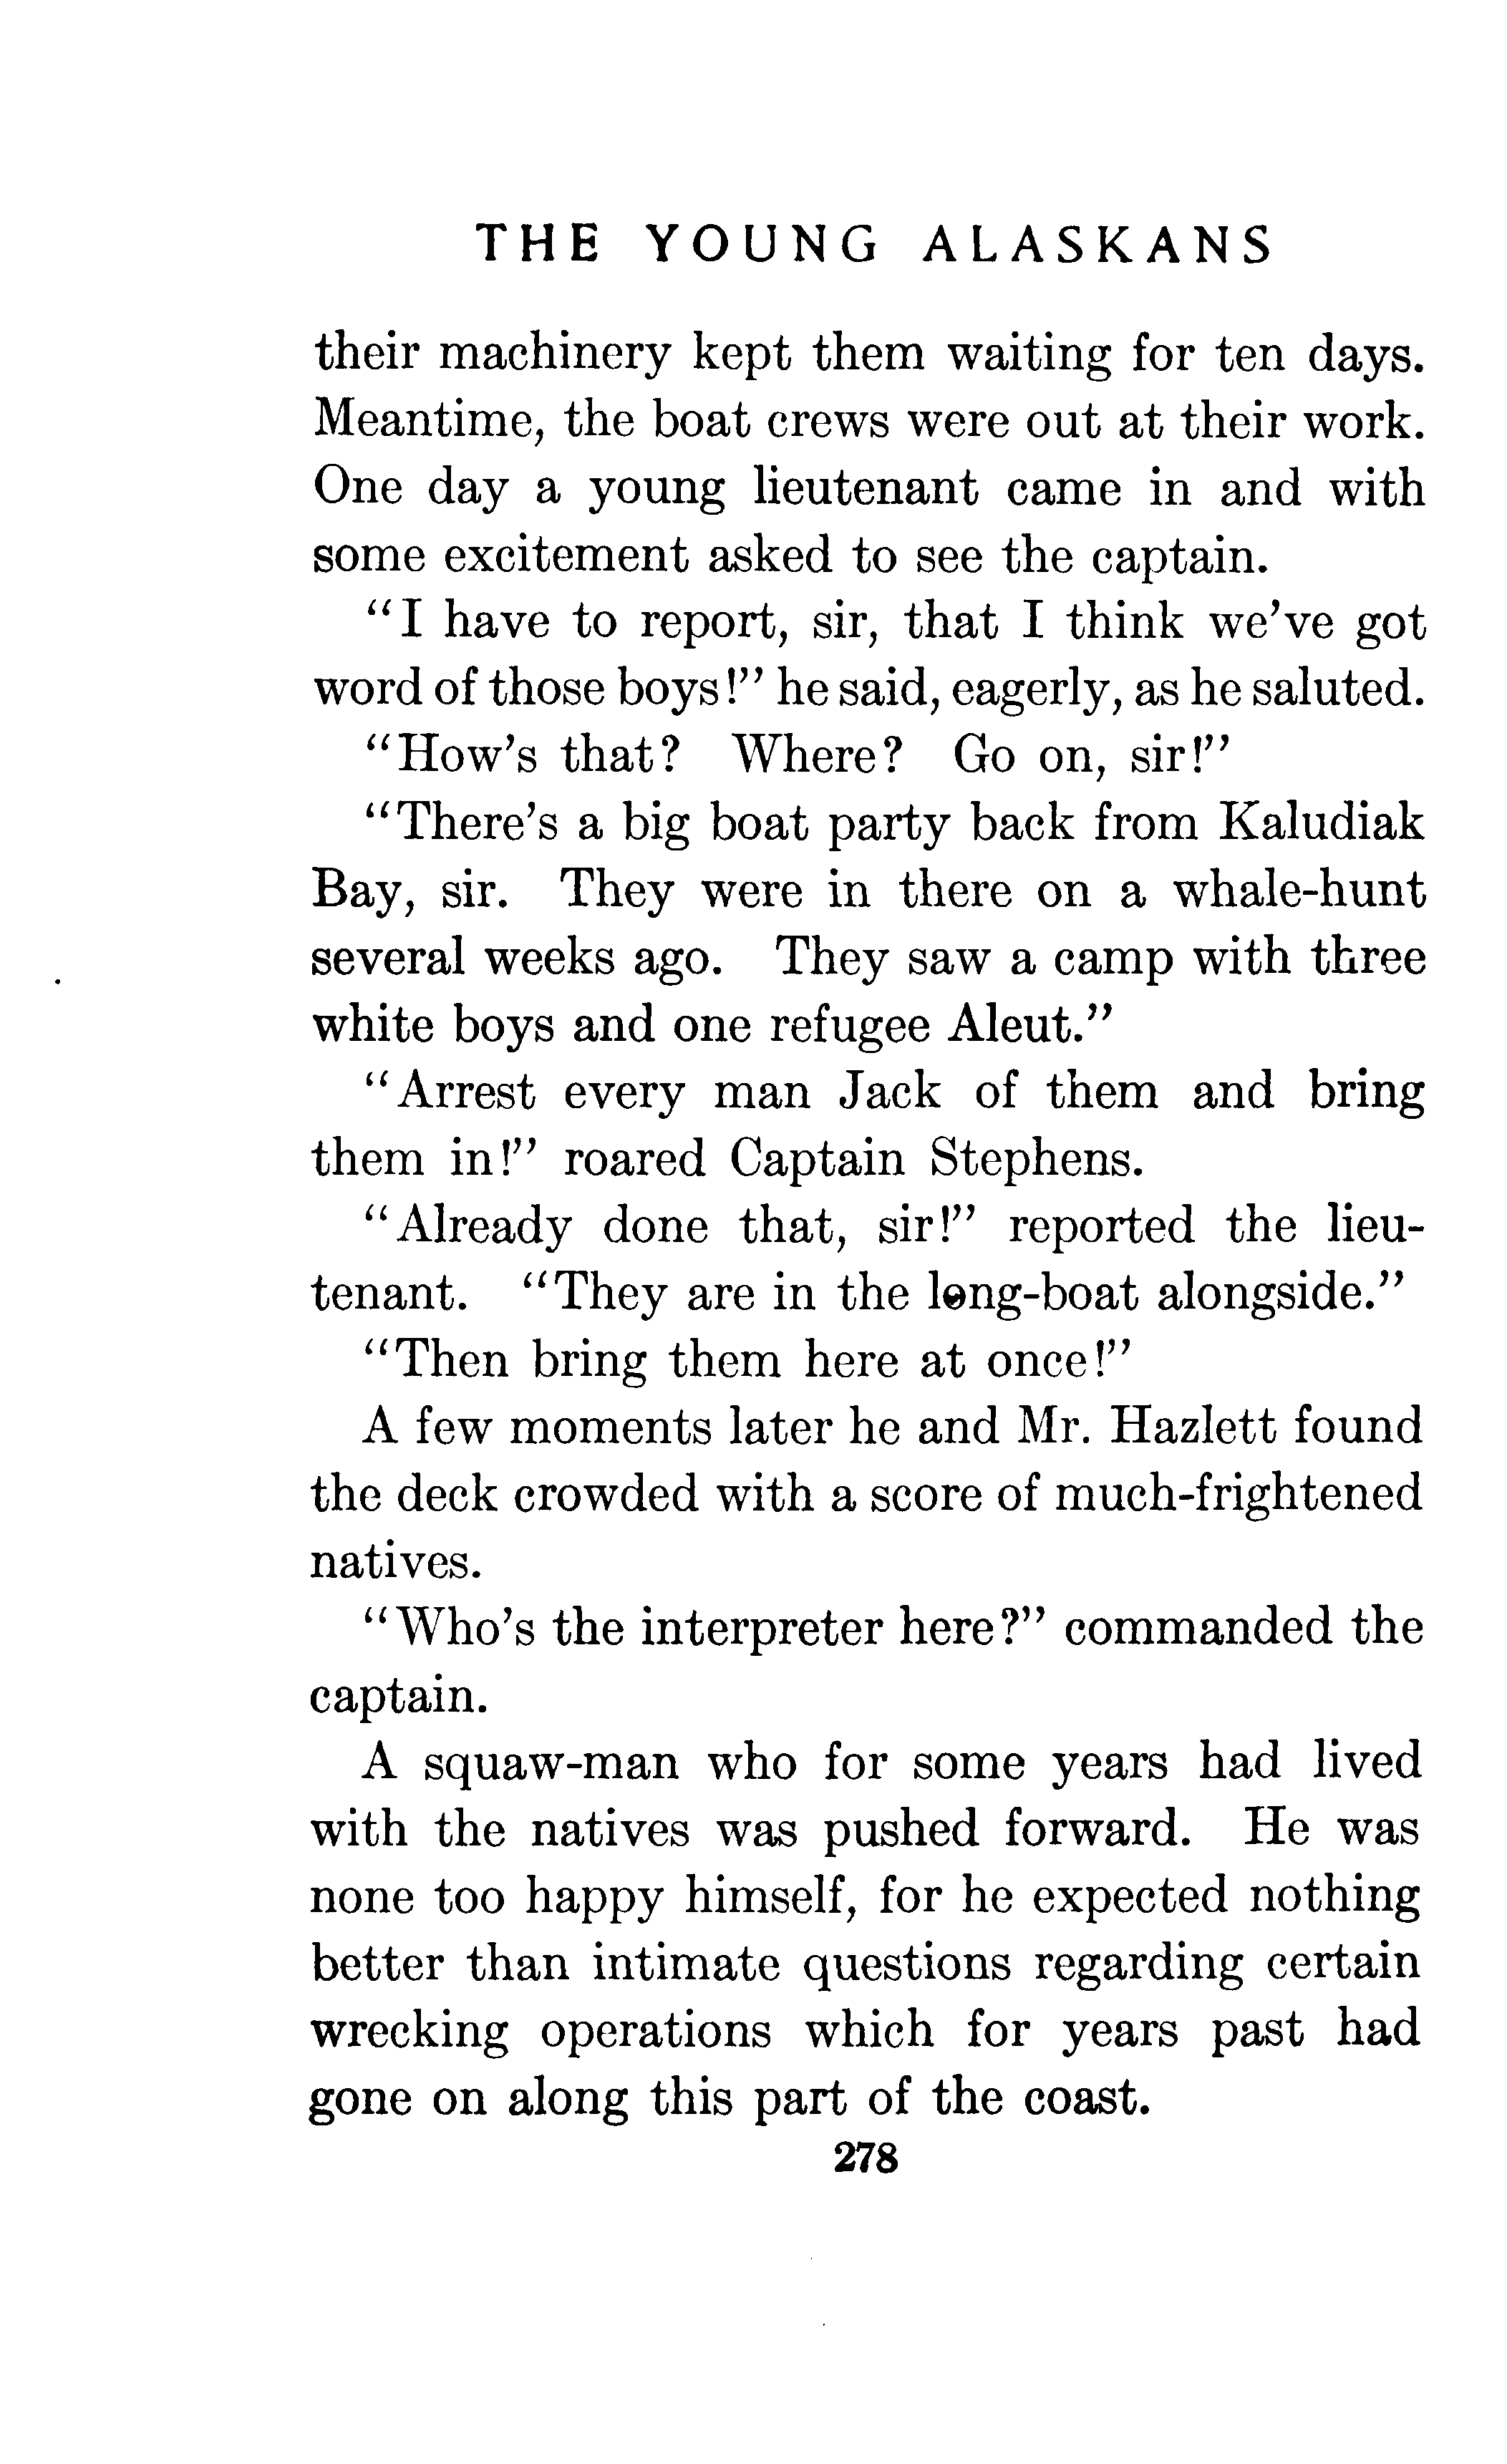 THE YOUNG ALASKANS
their machinery kept them waiting for ten days.
Meantime, the boat crews were out at their work.
One day a young lieutenant came in and with
some excitement asked to see the captain.
“I have to report, sir, that I think we’ve got
word of those boys!” he said, eagerly, as he saluted.
“How’s that? Where? Go on, sir!”
“There’s a big boat party back from Kaludiak
Bay, sir. They were in there on a whale-hunt
several weeks ago. They saw a camp with three
white boys and one refugee Aleut.”
“Arrest every man Jack of them and bring
them in!” roared Captain Stephens.
“Already done that, sir!” reported the lieu-
tenant. “They are in the long-boat alongside.”
“Then bring them here at once!”
A few moments later he and Mr. Hazlett found
the deck crowded with a score of much-frightened
natives.
“Who’s the interpreter here?” commanded the
captain.
A squaw-man who for some years had lived
with the natives was pushed forward. He was
none too happy himself, for he expected nothing
better than intimate questions regarding certain
wrecking operations which for years past had
gone on along this part of the coast.
278